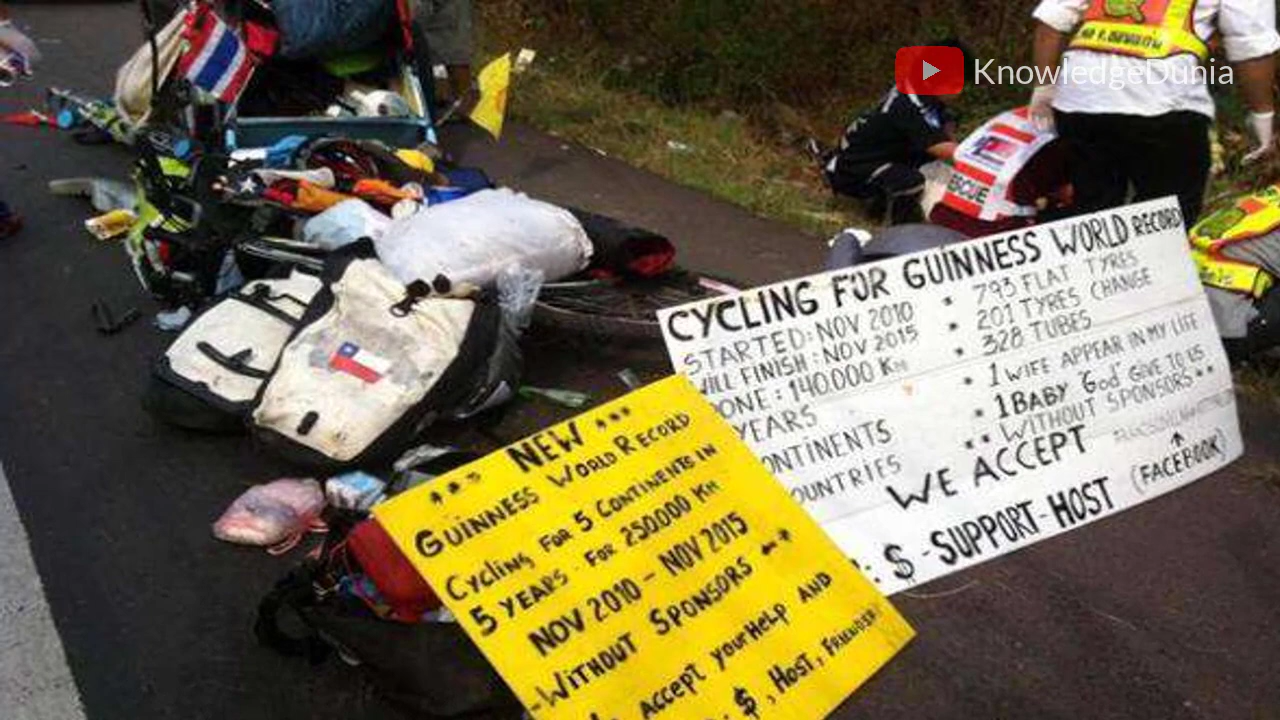 KnowledgeDunia
RESCUE
CYCLING FOR GUINNESS WORLD RECORD
STARTED: NOV 2010
WILL FINISH: NOV 2015
DONE: 140.000 KM
YEARS
CONTINENTS
COUNTRIES
• 793 FLAT TYRES
• 201 TYRES CHANGE
• 328 TUBES
• 1 WIFE APPEAR IN MY LIFE
• 1 BABY "God" GIVE TO US
•• WITHOUT SPONSORS ••
WE ACCEPT
: $ - SUPPORT - HOST (FACEBOOK)
NEW
GUINNESS WORLD RECORD
CYCLING FOR 5 CONTINENTS IN
5 YEARS - FOR 250.000 KM
NOV 2010 - NOV 2015
-WITHOUT SPONSORS
ACCEPT YOUR HELP AND
: $, HOST, FRIENDS!